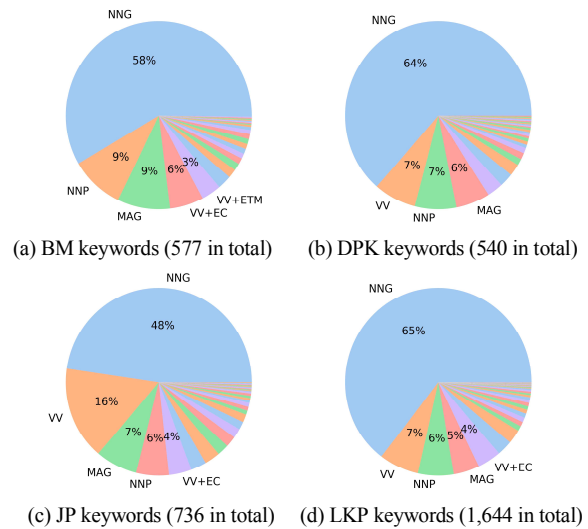 NNG
58%
9%
9%
6%
3%
NNP
MAG
VV+EC
VV+ETM
(a) BM keywords (577 in total)
NNG
64%
7%
7%
6%
VV
NNP
MAG
(b) DPK keywords (540 in total)
NNG
48%
16%
7%
6%
4%
VV
MAG
NNP
VV+EC
(c) JP keywords (736 in total)
NNG
65%
7%
6%
5%
4%
VV
NNP
MAG
VV+EC
(d) LKP keywords (1,644 in total)